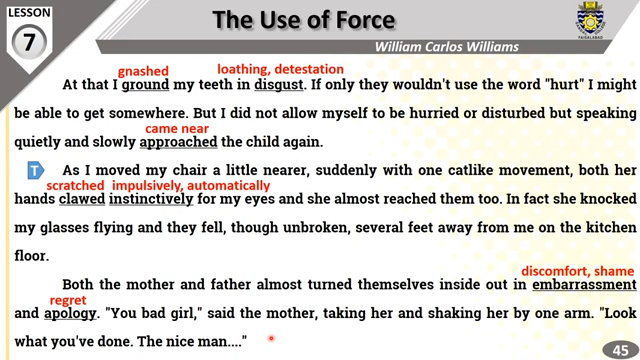 LESSON
7
The Use of Force
William Carlos Williams
FAISALABAD
gnashed loathing, detestation
At that I ground my teeth in disgust. If only they wouldn't use the word "hurt" I might
be able to get somewhere. But I did not allow myself to be hurried or disturbed but speaking
came near
quietly and slowly approached the child again.
T As I moved my chair a little nearer, suddenly with one catlike movement, both her
scratched impulsively, automatically
hands clawed instinctively for my eyes and she almost reached them too. In fact she knocked
my glasses flying and they fell, though unbroken, several feet away from me on the kitchen
floor.
discomfort, shame
Both the mother and father almost turned themselves inside out in embarrassment
regret
and apology. "You bad girl," said the mother, taking her and shaking her by one arm. "Look
what you've done. The nice man...."
45